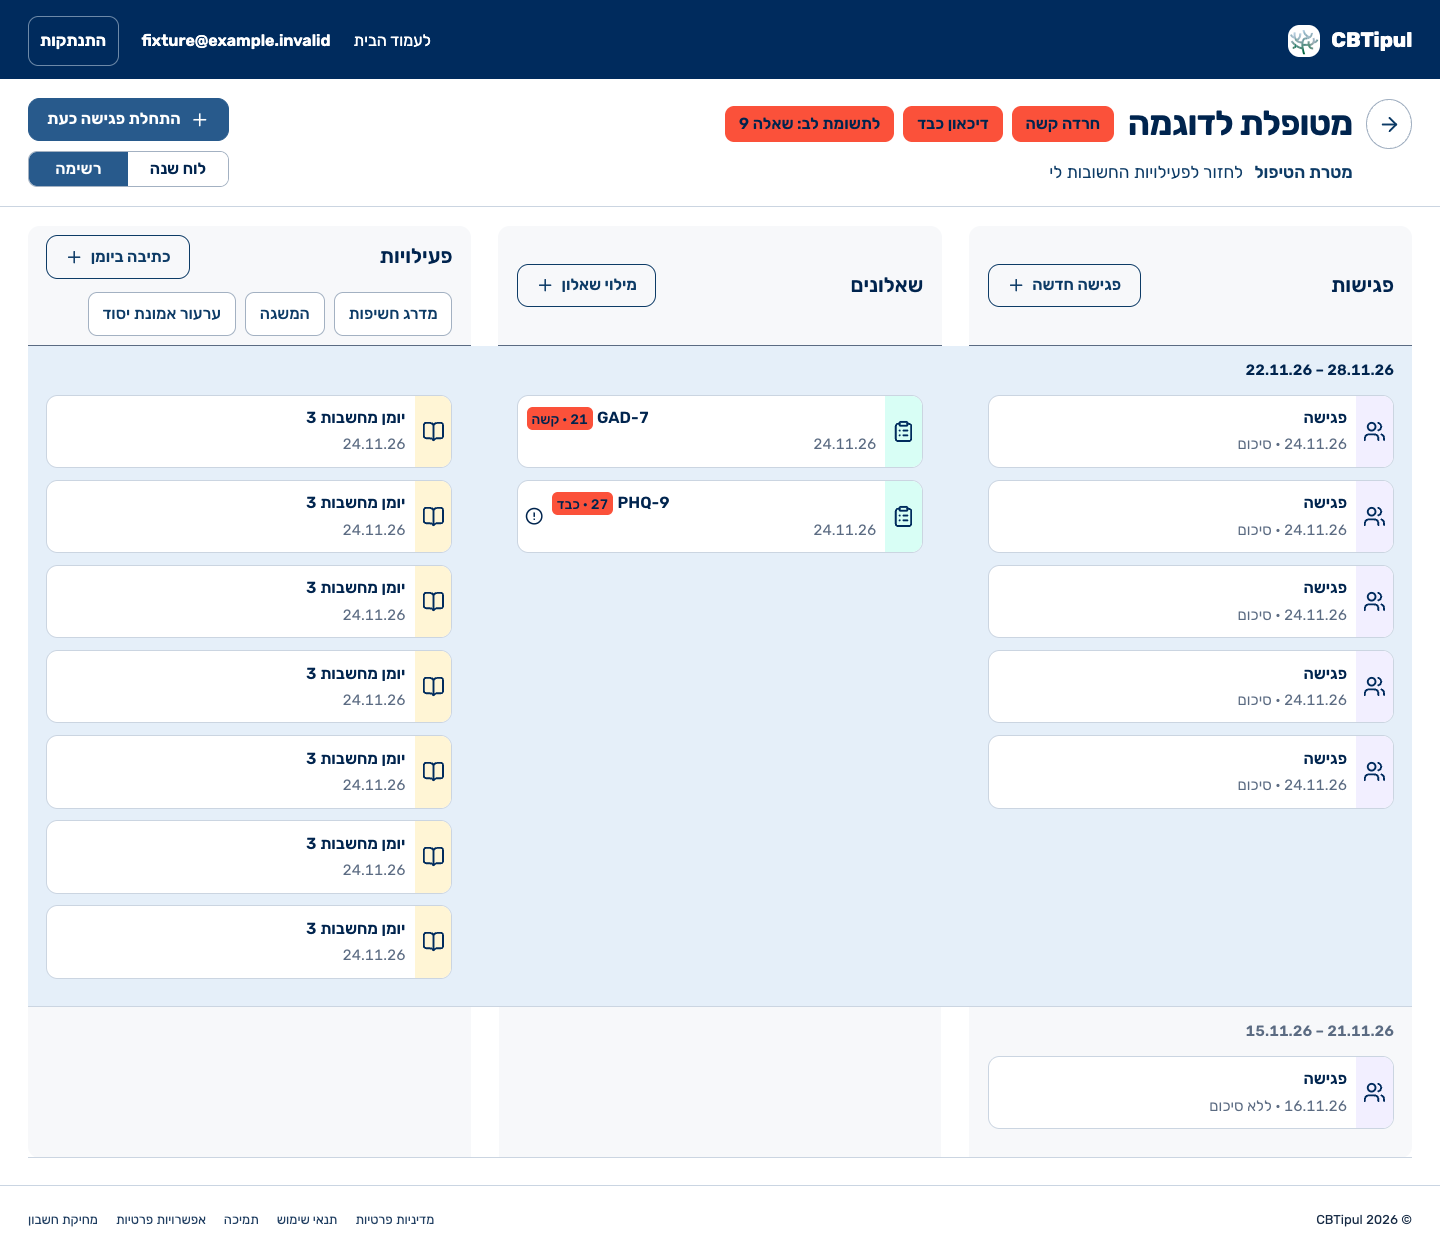 CBTipul
לעמוד הבית
fixture@example.invalid
התנתקות
מטופלת לדוגמה
חרדה קשה
דיכאון כבד
לתשומת לב: שאלה 9
מטרת הטיפול לחזור לפעילויות החשובות לי
התחלת פגישה כעת
לוח שנה
רשימה
פגישות
פגישה חדשה
22.11.26 – 28.11.26
פגישה
24.11.26 • סיכום
פגישה
24.11.26 • סיכום
פגישה
24.11.26 • סיכום
פגישה
24.11.26 • סיכום
פגישה
24.11.26 • סיכום
15.11.26 – 21.11.26
פגישה
16.11.26 • ללא סיכום
שאלונים
מילוי שאלון
GAD-7 21 • קשה
24.11.26
PHQ-9 27 • כבד
24.11.26
פעילויות
כתיבה ביומן
מדרג חשיפות
המשגה
ערעור אמונת יסוד
יומן מחשבות 3
24.11.26
יומן מחשבות 3
24.11.26
יומן מחשבות 3
24.11.26
יומן מחשבות 3
24.11.26
יומן מחשבות 3
24.11.26
יומן מחשבות 3
24.11.26
יומן מחשבות 3
24.11.26
© 2026 CBTipul
מדיניות פרטיות
תנאי שימוש
תמיכה
אפשרויות פרטיות
מחיקת חשבון